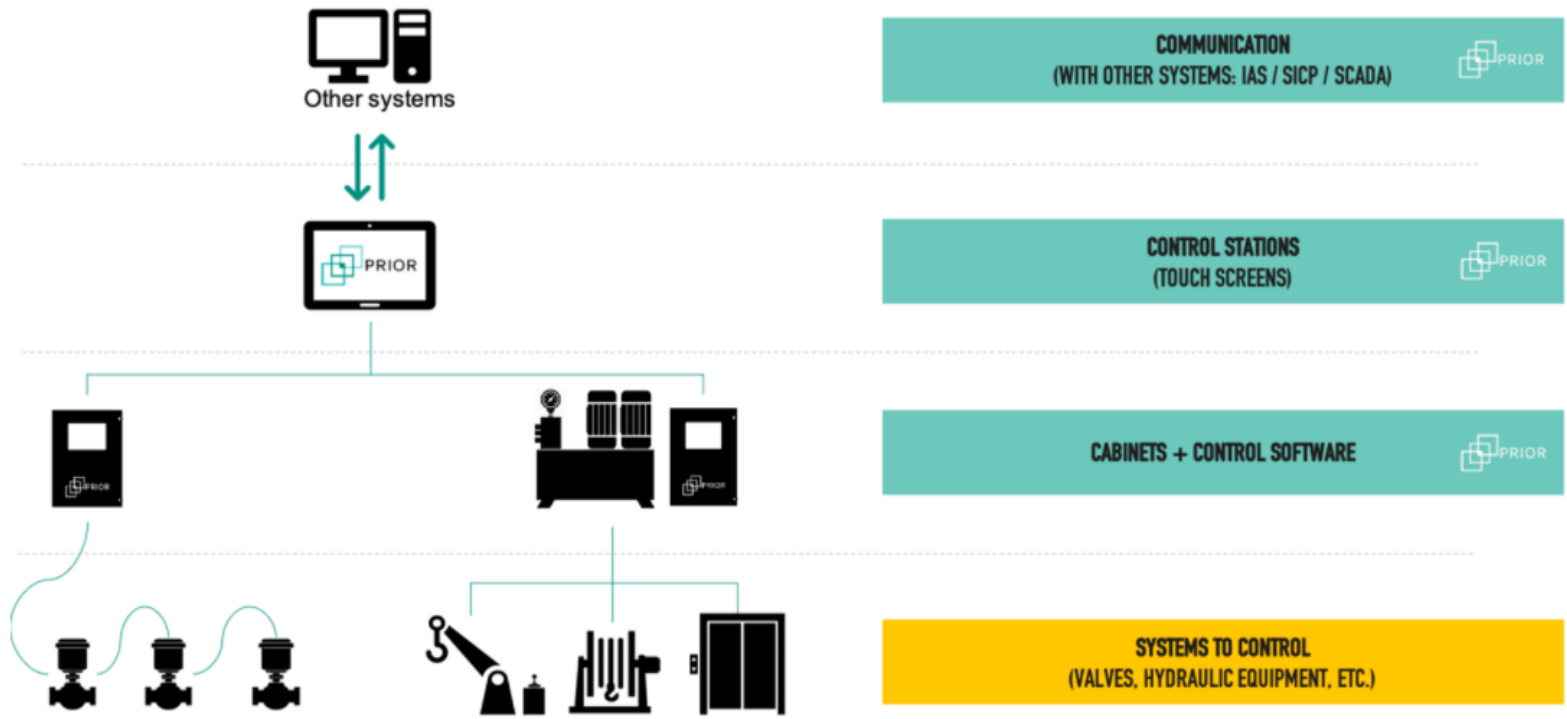 COMMUNICATION
(WITH OTHER SYSTEMS: IAS / SICP / SCADA)
PRIOR
Other systems
CONTROL STATIONS
(TOUCH SCREENS)
PRIOR
PRIOR
CABINETS + CONTROL SOFTWARE
PRIOR
PRIOR
PRIOR
SYSTEMS TO CONTROL
(VALVES, HYDRAULIC EQUIPMENT, ETC.)